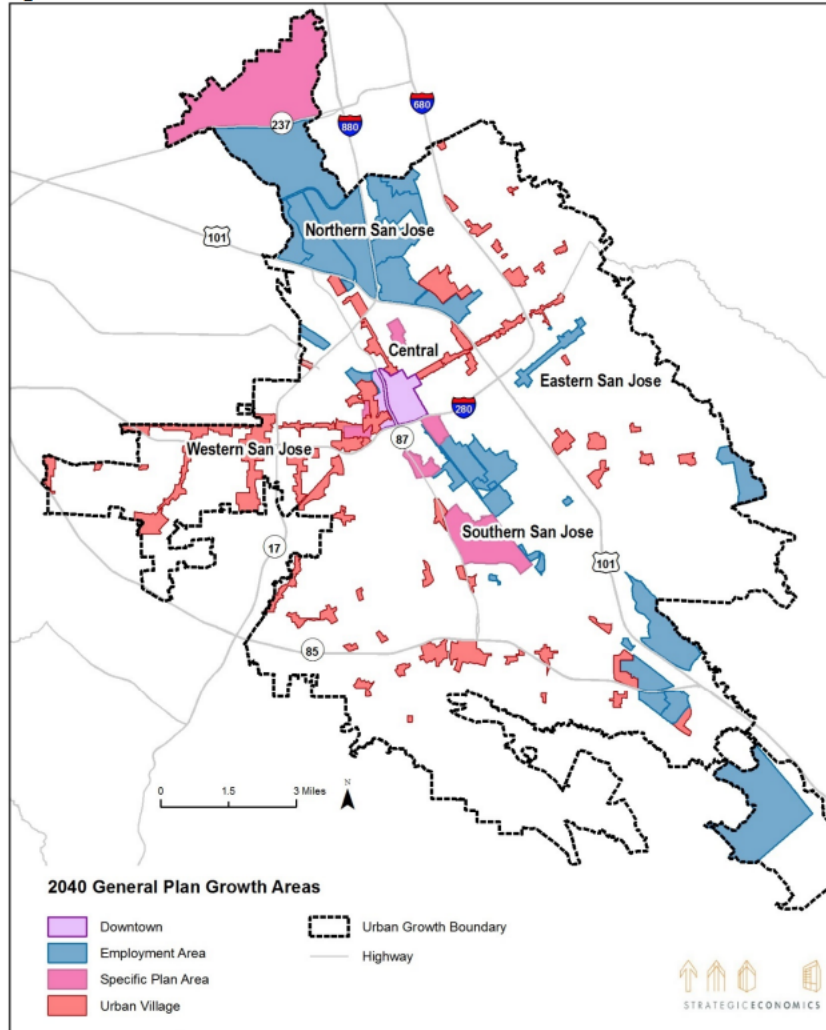 237
880
680
101
Northern San Jose
Central
Eastern San Jose
280
87
Western San Jose
Southern San Jose
17
101
85
0 1.5 3 Miles
N
2040 General Plan Growth Areas
Downtown
Employment Area
Specific Plan Area
Urban Village
Urban Growth Boundary
Highway
STRATEGICECONOMICS